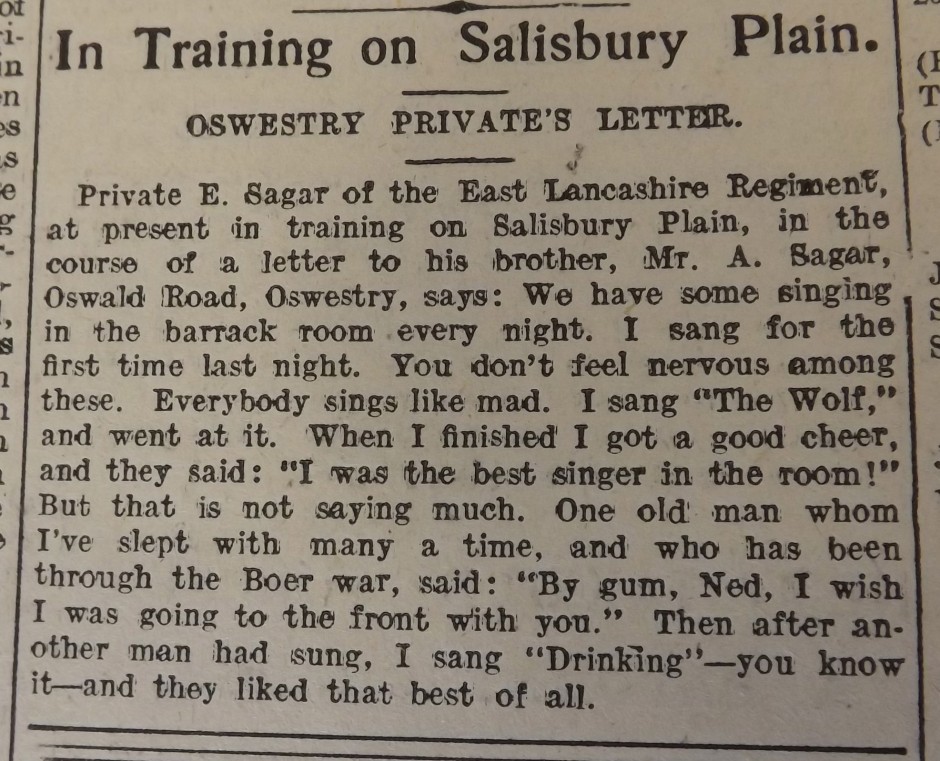 In Training on Salisbury Plain.
OSWESTRY PRIVATE'S LETTER.
Private E. Sagar of the East Lancashire Regiment,
at present in training on Salisbury Plain, in the
course of a letter to his brother, Mr. A. Sagar,
Oswald Road, Oswestry, says: We have some singing
in the barrack room every night. I sang for the
first time last night. You don't feel nervous among
these. Everybody sings like mad. I sang "The Wolf,"
and went at it. When I finished I got a good cheer,
and they said: "I was the best singer in the room!"
But that is not saying much. One old man whom
I've slept with many a time, and who has been
through the Boer war, said: "By gum, Ned, I wish
I was going to the front with you." Then after an-
other man had sung, I sang "Drinking"—you know
it—and they liked that best of all.